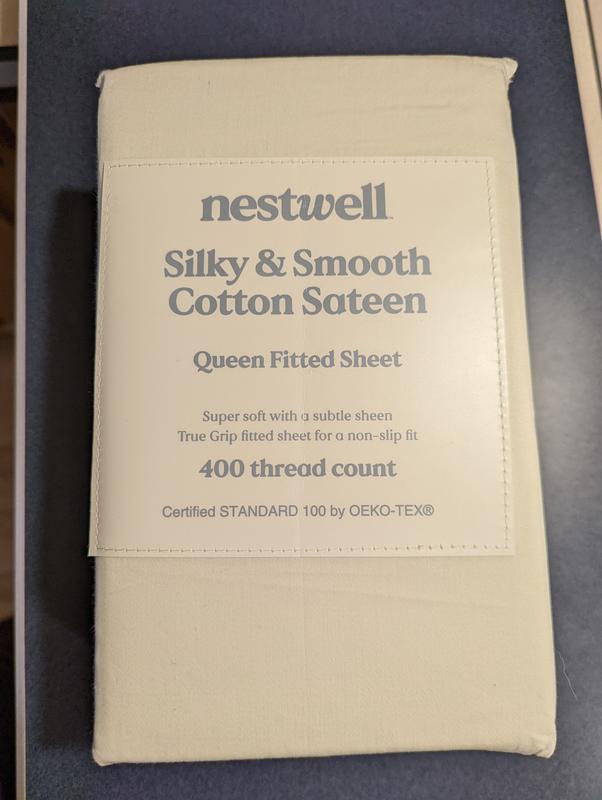 nestwell™
Silky & Smooth
Cotton Sateen
Queen Fitted Sheet
Super soft with a subtle sheen
True Grip fitted sheet for a non-slip fit
400 thread count
Certified STANDARD 100 by OEKO-TEX®